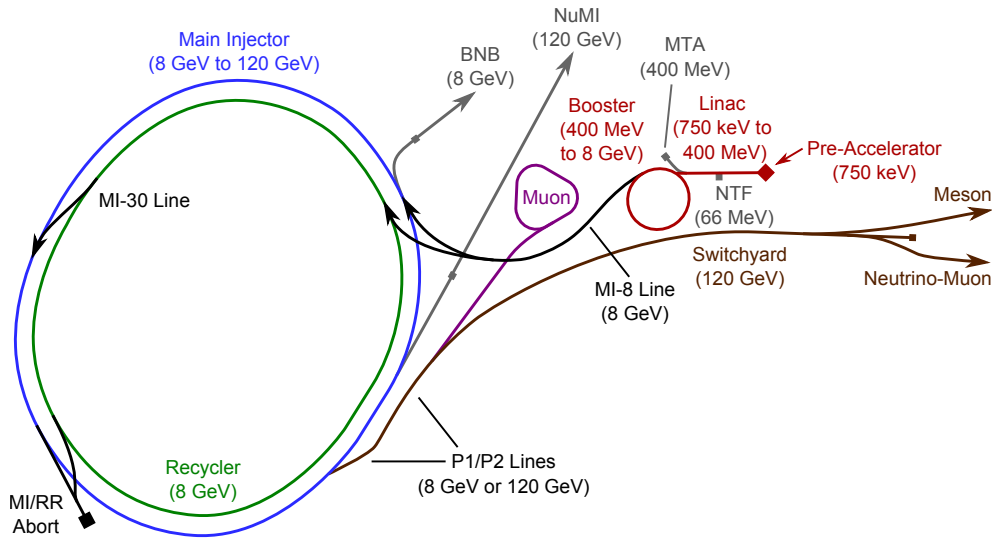 NuMI
(120 GeV)
Main Injector
(8 GeV to 120 GeV)
BNB
(8 GeV)
MTA
(400 MeV)
Booster
(400 MeV
to 8 GeV)
Linac
(750 keV to
400 MeV)
Pre-Accelerator
(750 keV)
MI-30 Line
Muon
NTF
(66 MeV)
Meson
Switchyard
(120 GeV)
Neutrino-Muon
MI-8 Line
(8 GeV)
Recycler
(8 GeV)
P1/P2 Lines
(8 GeV or 120 GeV)
MI/RR
Abort